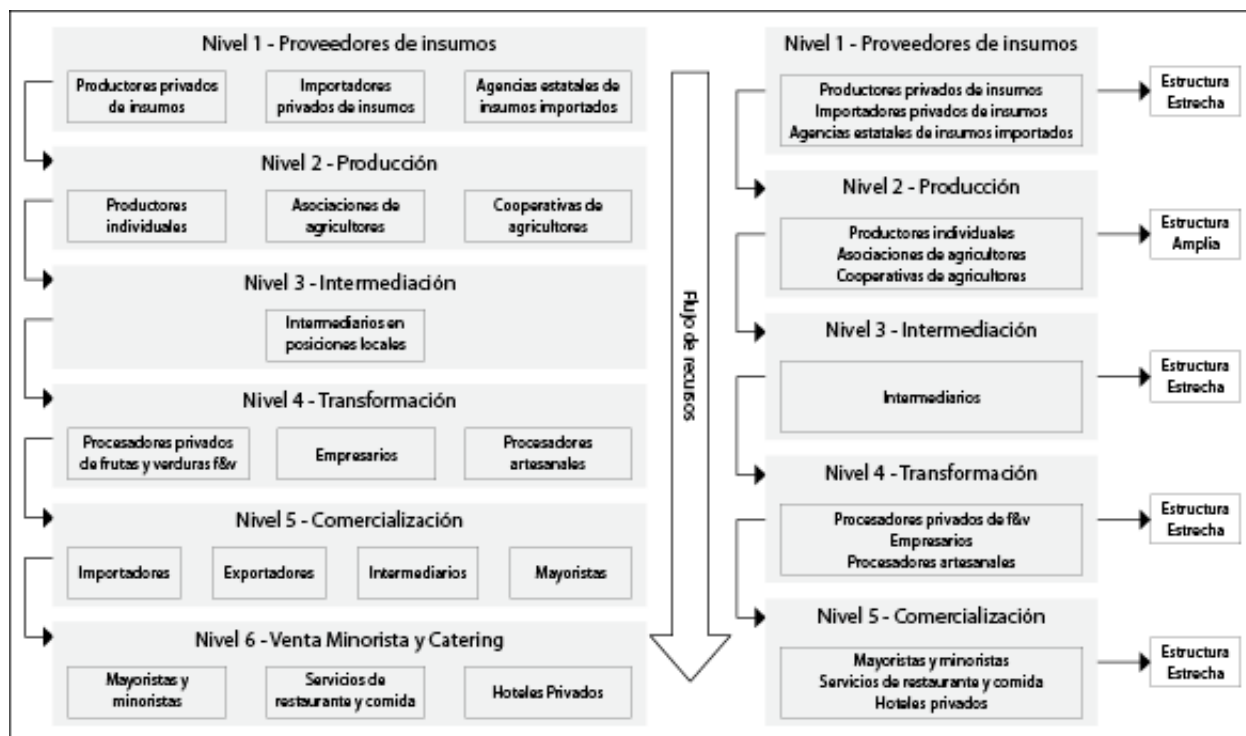 Nivel 1 - Proveedores de insumos
Productores privados
de insumos
Importadores
privados de insumos
Agencias estatales de
insumos importados
Nivel 2 - Producción
Productores
individuales
Asociaciones de
agricultores
Cooperativas de
agricultores
Nivel 3 - Intermediación
Intermediarios en
posiciones locales
Nivel 4 - Transformación
Procesadores privados
de frutas y verduras f&v
Empresarios
Procesadores
artesanales
Nivel 5 - Comercialización
Importadores
Exportadores
Intermediarios
Mayoristas
Nivel 6 - Venta Minorista y Catering
Mayoristas y
minoristas
Servicios de
restaurante y comida
Hoteles Privados
Flujo de recursos
Nivel 1 - Proveedores de insumos
Productores privados de insumos
Importadores privados de insumos
Agencias estatales de insumos importados
Estructura
Estrecha
Nivel 2 - Producción
Productores individuales
Asociaciones de agricultores
Cooperativas de agricultores
Estructura
Amplia
Nivel 3 - Intermediación
Intermediarios
Estructura
Estrecha
Nivel 4 - Transformación
Procesadores privados de f&v
Empresarios
Procesadores artesanales
Estructura
Estrecha
Nivel 5 - Comercialización
Mayoristas y minoristas
Servicios de restaurante y comida
Hoteles privados
Estructura
Estrecha